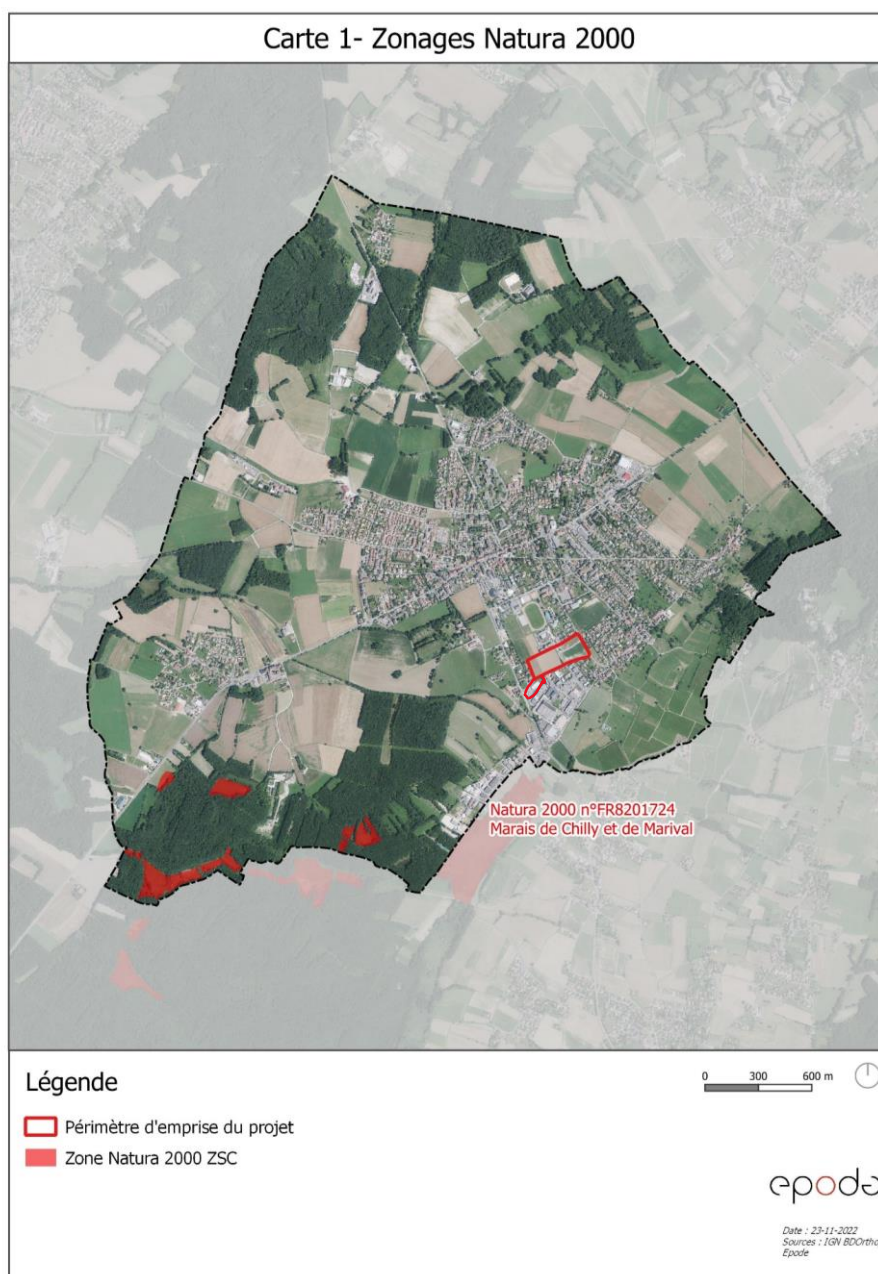 Carte 1- Zonages Natura 2000
Natura 2000 n°FR8201724
Marais de Chilly et de Marival
Légende
0 300 600 m
Périmètre d'emprise du projet
Zone Natura 2000 ZSC
epode
Date : 23-11-2022
Sources : IGN BDOrtho
Epode